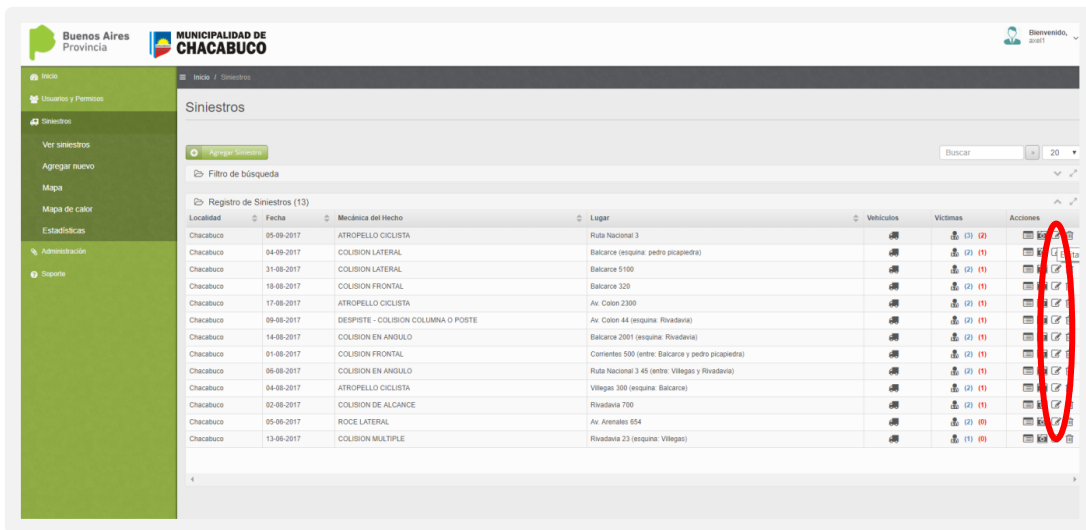 Buenos Aires
Provincia
MUNICIPALIDAD DE
CHACABUCO
Bienvenido,
axel1
Inicio
Usuarios y Permisos
Siniestros
Ver siniestros
Agregar nuevo
Mapa
Mapa de calor
Estadísticas
Administración
Soporte
Inicio / Siniestros
Siniestros
Agregar Siniestro
Buscar
20
Filtro de búsqueda
Registro de Siniestros (13)
Localidad Fecha Mecánica del Hecho Lugar Vehículos Víctimas Acciones
Chacabuco 05-09-2017 ATROPELLO CICLISTA Ruta Nacional 3 (3) (2)
Chacabuco 04-09-2017 COLISION LATERAL Balcarce (esquina: pedro picapiedra) (2) (1)
Chacabuco 31-08-2017 COLISION LATERAL Balcarce 5100 (2) (1)
Chacabuco 18-08-2017 COLISION FRONTAL Balcarce 320 (2) (1)
Chacabuco 17-08-2017 ATROPELLO CICLISTA Av. Colon 2300 (2) (1)
Chacabuco 09-08-2017 DESPISTE - COLISION COLUMNA O POSTE Av. Colon 44 (esquina: Rivadavia) (2) (1)
Chacabuco 14-08-2017 COLISION EN ANGULO Balcarce 2001 (esquina: Rivadavia) (2) (1)
Chacabuco 01-08-2017 COLISION FRONTAL Corrientes 500 (entre: Balcarce y pedro picapiedra) (2) (1)
Chacabuco 06-08-2017 COLISION EN ANGULO Ruta Nacional 3 45 (entre: Villegas y Rivadavia) (2) (1)
Chacabuco 04-08-2017 ATROPELLO CICLISTA Villegas 300 (esquina: Balcarce) (2) (1)
Chacabuco 02-08-2017 COLISION DE ALCANCE Rivadavia 700 (2) (1)
Chacabuco 05-06-2017 ROCE LATERAL Av. Arenales 654 (2) (0)
Chacabuco 13-06-2017 COLISION MULTIPLE Rivadavia 23 (esquina: Villegas) (1) (0)